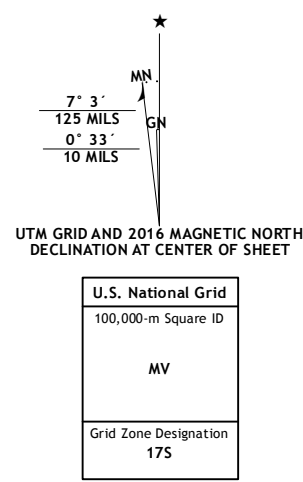 ★
MN
7° 3´
125 MILS
GN
0° 33´
10 MILS
UTM GRID AND 2016 MAGNETIC NORTH
DECLINATION AT CENTER OF SHEET
U.S. National Grid
100,000-m Square ID
MV
Grid Zone Designation
17S